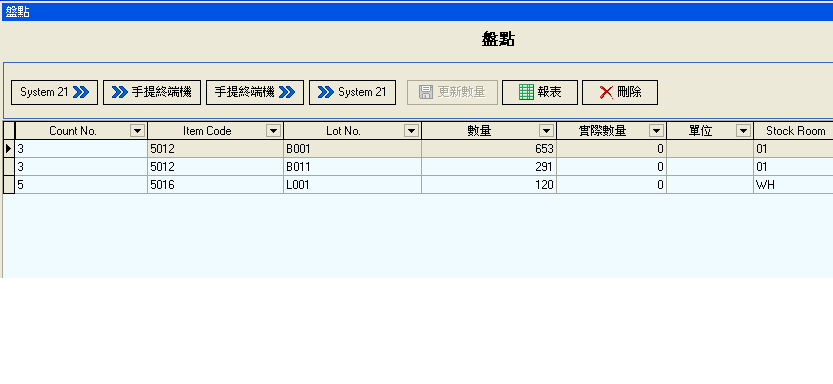 盤點
盤點
System 21 手提終端機 手提終端機 System 21 更新數量 報表 刪除
Count No. Item Code Lot No. 數量 實際數量 單位 Stock Room
3 5012 B001 653 0 01
3 5012 B011 291 0 01
5 5016 L001 120 0 WH